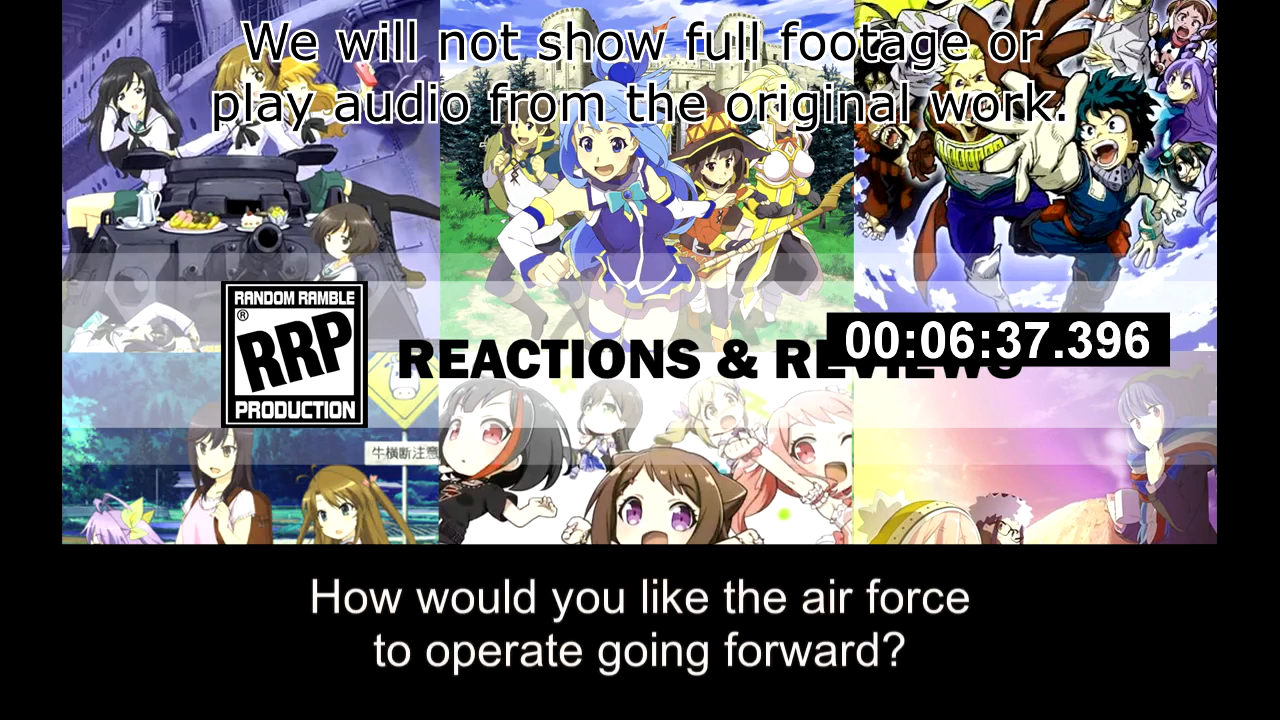 We will not show full footage or
play audio from the original work.
RANDOM RAMBLE
®
RRP
PRODUCTION
REACTIONS & REVIEWS
00:06:37.396
牛横断注意
How would you like the air force
to operate going forward?